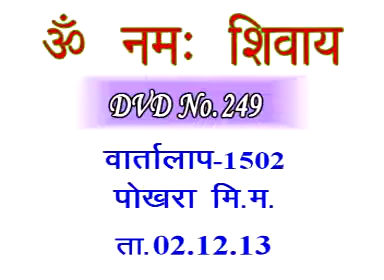 ॐ नमः शिवाय
DVD No. 249
वार्तालाप-1502
पोखरा मि.म.
ता.02.12.13